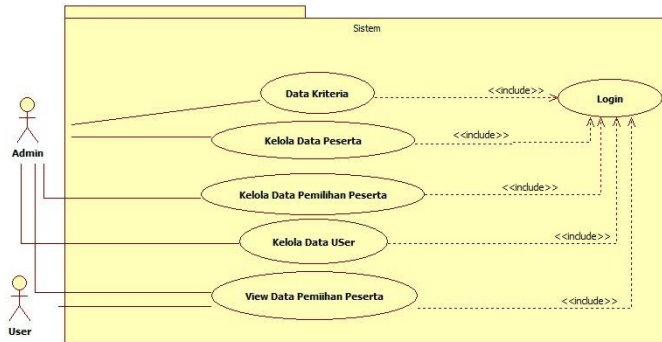 Sistem
Data Kriteria
<<include>>
Login
Admin
Kelola Data Peserta
<<include>>
Kelola Data Pemilihan Peserta
<<include>>
Kelola Data USer
<<include>>
View Data Pemiihan Peserta
<<include>>
User